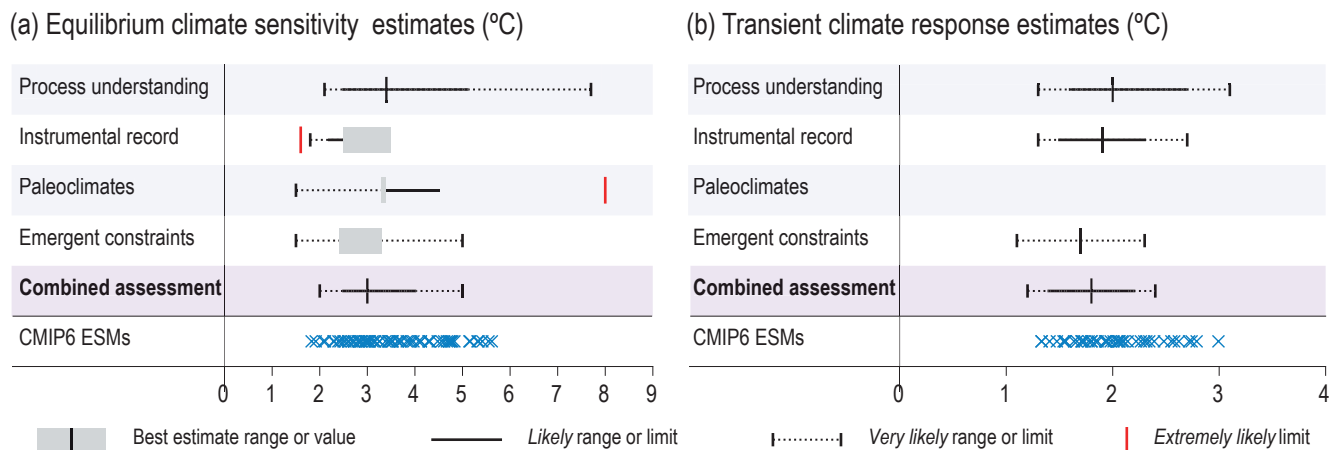 (a) Equilibrium climate sensitivity estimates (ºC)
Process understanding
Instrumental record
Paleoclimates
Emergent constraints
Combined assessment
CMIP6 ESMs
0 1 2 3 4 5 6 7 8 9
(b) Transient climate response estimates (ºC)
Process understanding
Instrumental record
Paleoclimates
Emergent constraints
Combined assessment
CMIP6 ESMs
0 1 2 3 4
Best estimate range or value
Likely range or limit
Very likely range or limit
Extremely likely limit